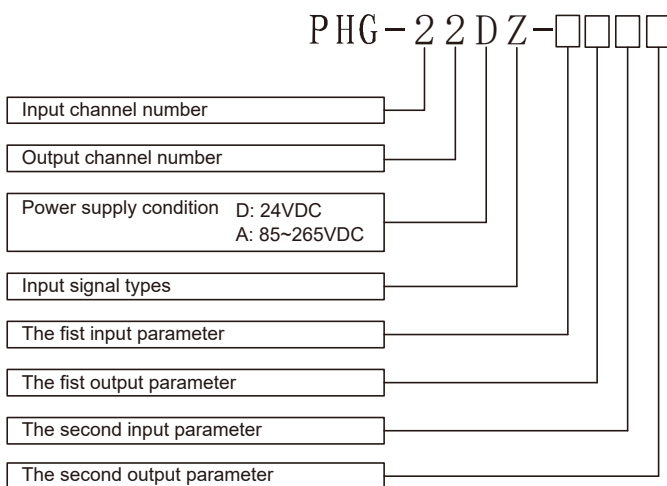 PHG-22DZ-□□□□
Input channel number
Output channel number
Power supply condition D: 24VDC
A: 85~265VDC
Input signal types
The fist input parameter
The fist output parameter
The second input parameter
The second output parameter